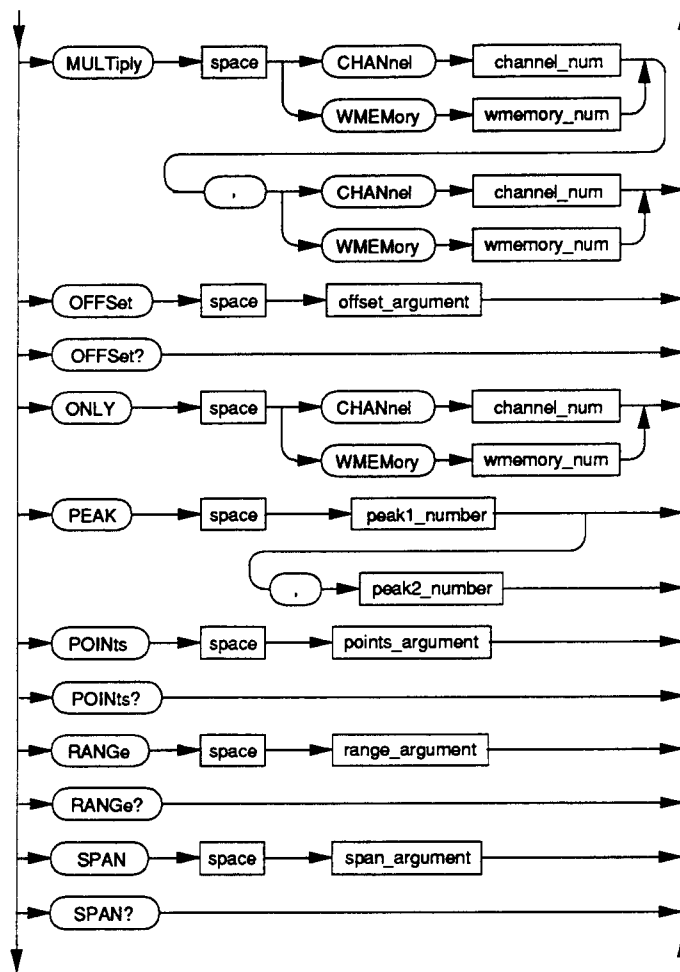 MULTiply space CHANnel channel_num
WMEMory wmemory_num
, CHANnel channel_num
WMEMory wmemory_num
OFFSet space offset_argument
OFFSet?
ONLY space CHANnel channel_num
WMEMory wmemory_num
PEAK space peak1_number
, peak2_number
POINts space points_argument
POINts?
RANGe space range_argument
RANGe?
SPAN space span_argument
SPAN?